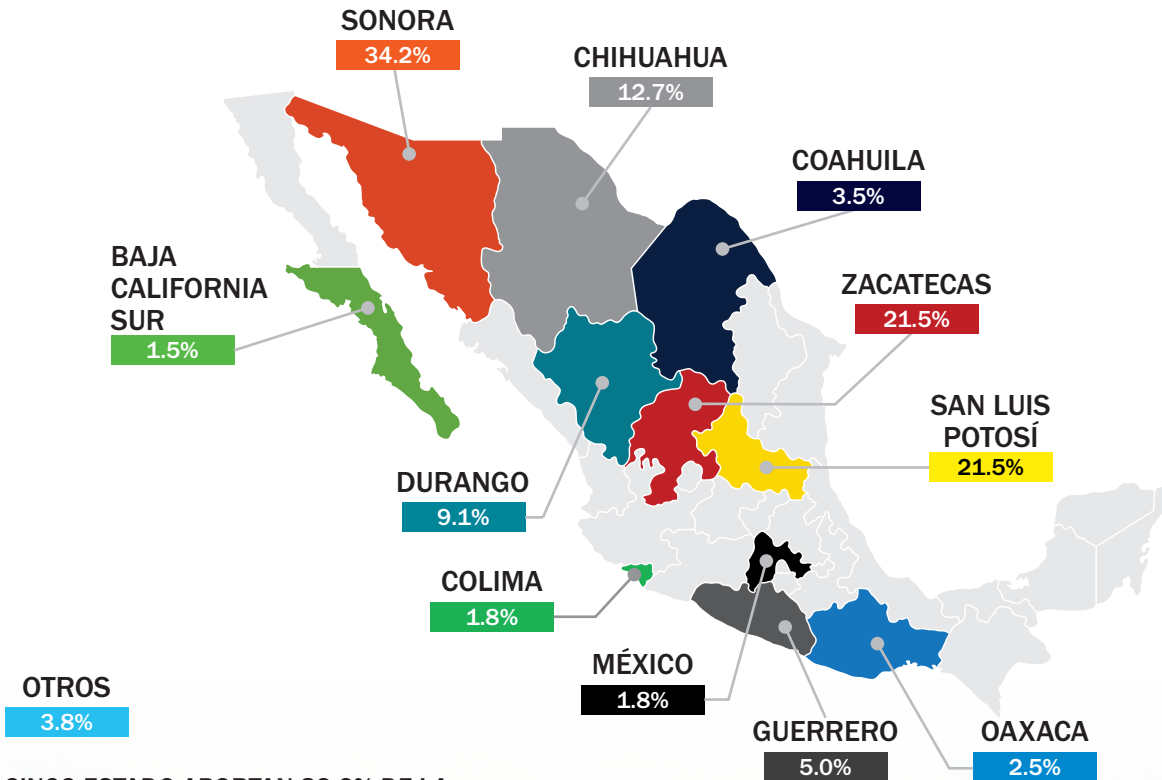 SONORA
34.2%
CHIHUAHUA
12.7%
COAHUILA
3.5%
BAJA
CALIFORNIA
SUR
1.5%
ZACATECAS
21.5%
SAN LUIS
POTOSÍ
21.5%
DURANGO
9.1%
COLIMA
1.8%
MÉXICO
1.8%
OTROS
3.8%
GUERRERO
5.0%
OAXACA
2.5%